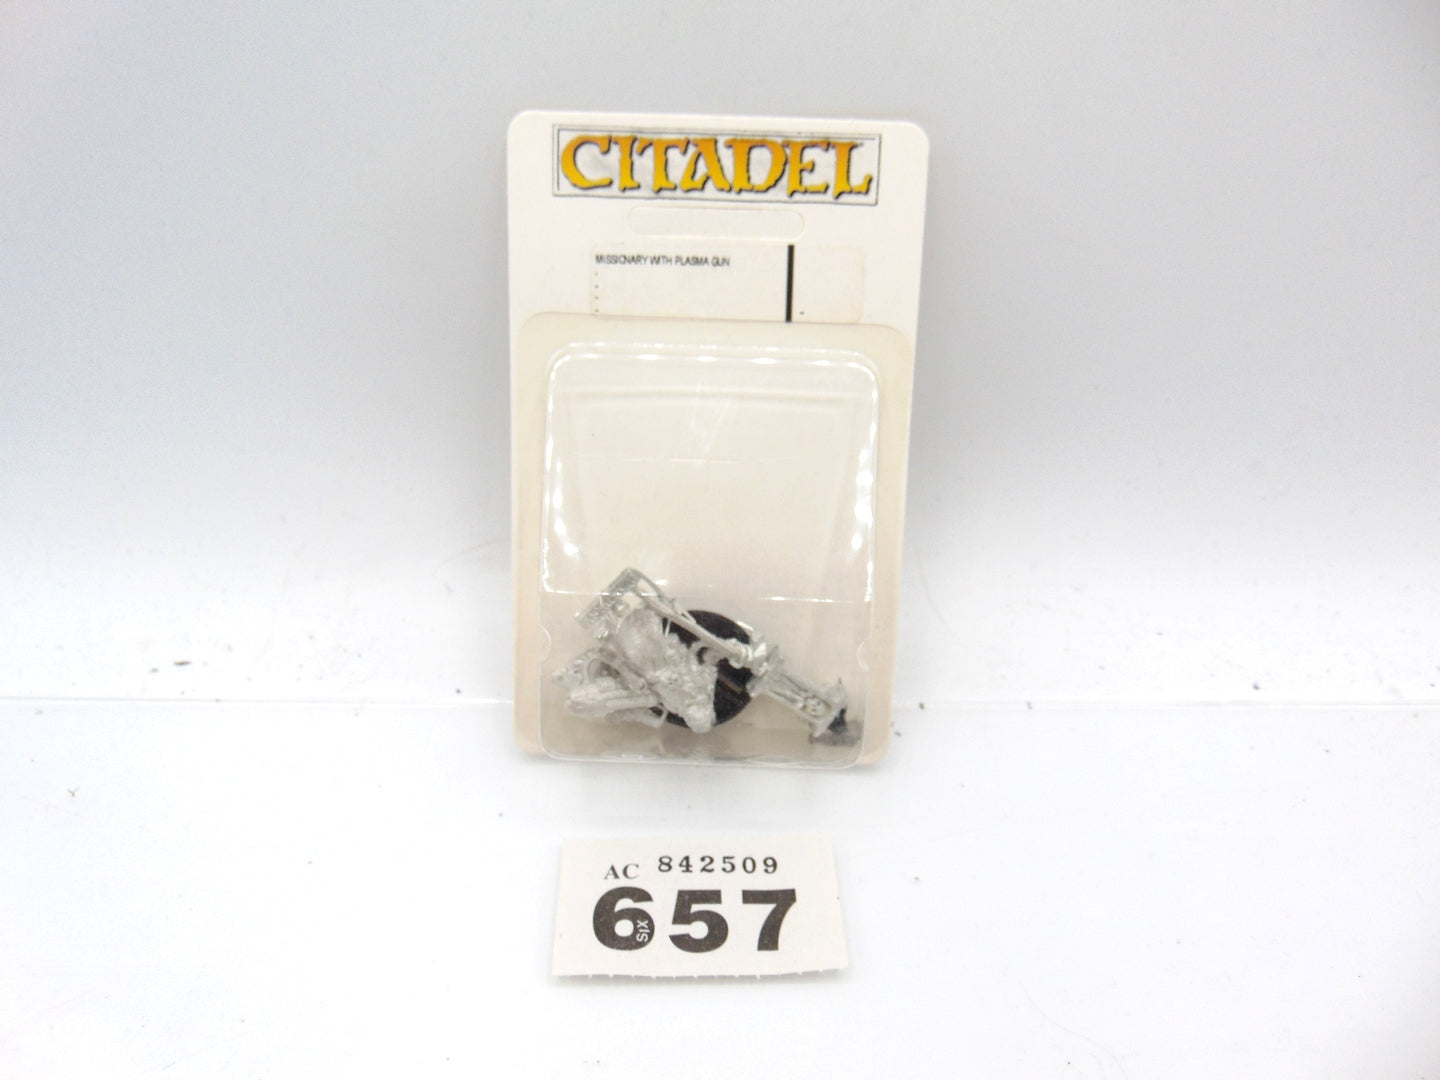 CITADEL
MISSIONARY WITH PLASMA GUN
AC 842509
657
SIX